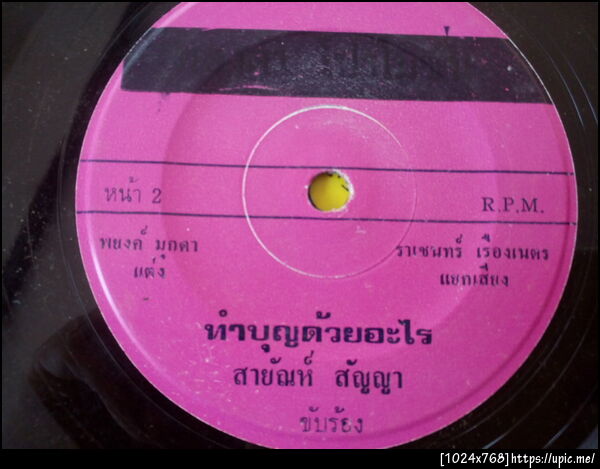 หน้า 2
R.P.M.
พยงค์ มุกดา
แต่ง
ราเชนทร์ เรืองเนตร
แยกเสียง
ทำบุญด้วยอะไร
สายัณห์ สัญญา
ขับร้อง
[1024x768]https://upic.me/